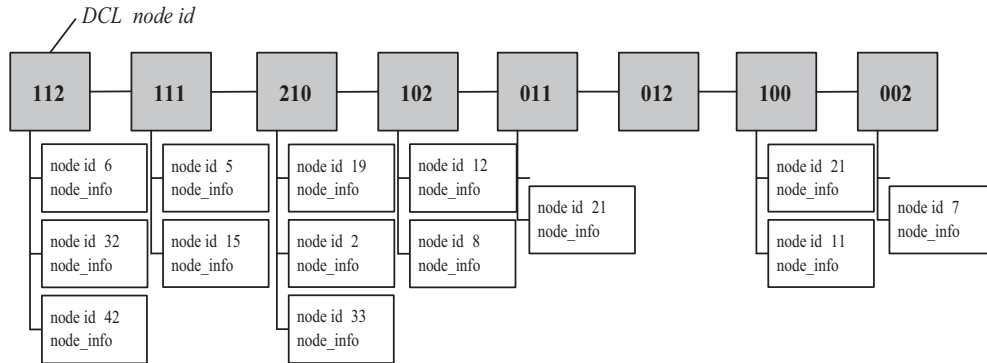 DCL node id
112 111 210 102 011 012 100 002
node id 6
node_info
node id 32
node_info
node id 42
node_info
node id 5
node_info
node id 15
node_info
node id 19
node_info
node id 2
node_info
node id 33
node_info
node id 12
node_info
node id 8
node_info
node id 21
node_info
node id 21
node_info
node id 11
node_info
node id 7
node_info